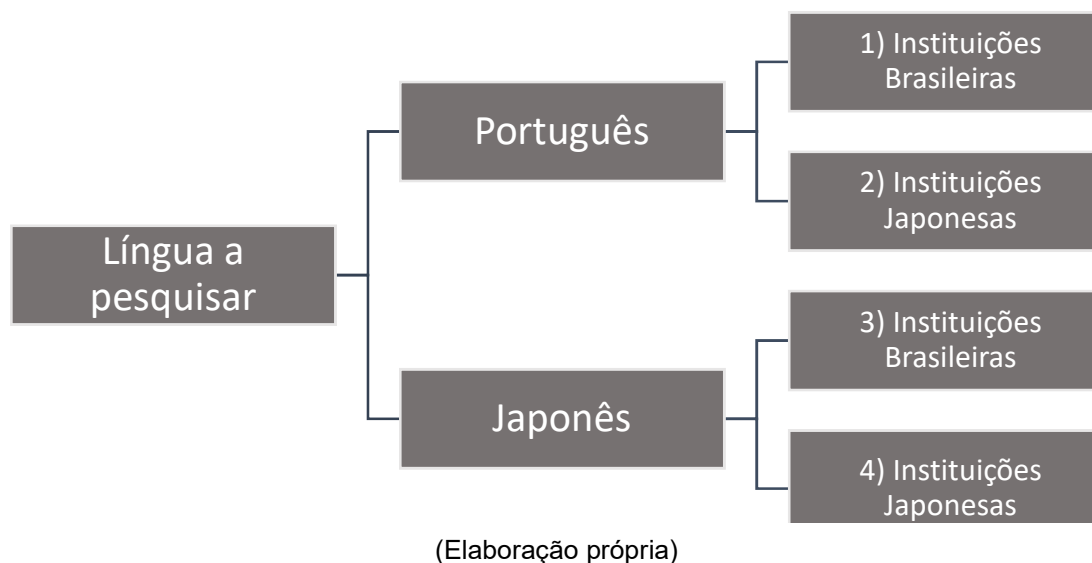 Língua a
pesquisar
Português
1) Instituições
Brasileiras
2) Instituições
Japonesas
Japonês
3) Instituições
Brasileiras
4) Instituições
Japonesas
(Elaboração própria)